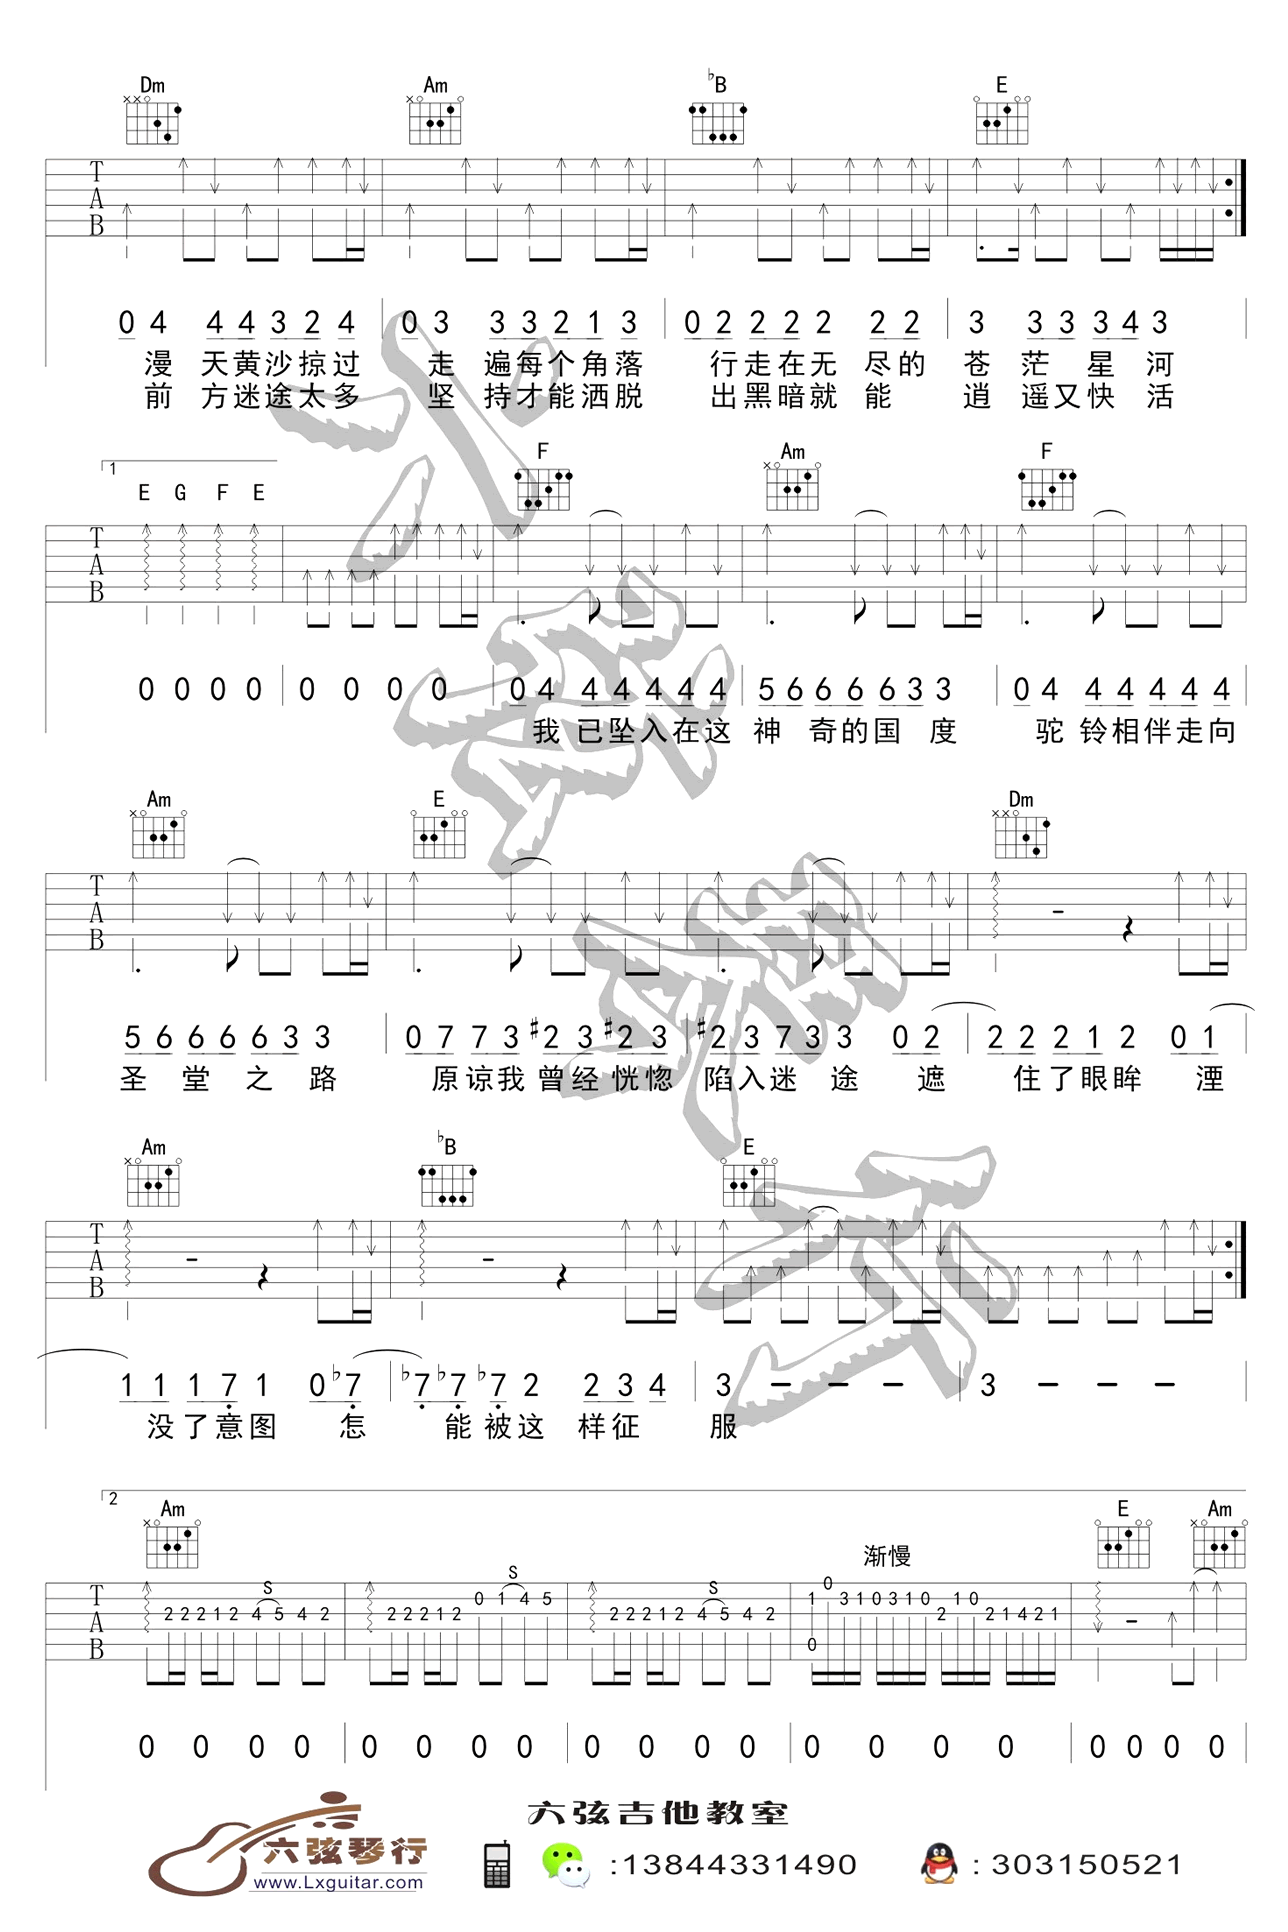 Dm Am ♭B E
T A B
0 4 4 4 3 2 4 0 3 3 3 2 1 3 0 2 2 2 2 2 2 3 3 3 3 4 3
漫 天黄沙掠过 走 遍每个角落 行走在无 尽的 苍 茫 星 河
前 方迷途太多 坚 持才能洒脱 出黑暗就 能 逍 遥又快 活
1
E G F E F Am F
T A B
0 0 0 0 0 0 0 0 0 4 4 4 4 4 4 5 6 6 6 6 3 3 0 4 4 4 4 4 4
我 已坠入在这 神 奇的国 度 驼 铃相伴走向
Am E Dm
T A B
5 6 6 6 6 3 3 0 7 7 3 #2 3 #2 3 #2 3 7 3 3 0 2 2 2 2 1 2 0 1
圣 堂 之 路 原谅我曾经恍惚 陷入迷 途 遮 住了眼眸 湮
Am ♭B E
T A B
1 1 1 7 1 0 ♭7 ♭7 ♭7 ♭7 2 2 3 4 3 – – – 3 – – –
没了意图 怎 能被这 样征 服
2
Am 渐慢 E Am
S S S
T A B
2 2 2 1 2 4 5 4 2 2 2 2 1 2 0 1 4 5 2 2 2 1 2 4 5 4 2 1 0 0 3 1 0 3 1 0 2 1 0 2 1 4 2 1
0 0 0 0 0 0 0 0 0 0 0 0 0 0 0 0 0 0 0 0
六弦琴行
www.Lxguitar.com
六弦吉他教室
:13844331490 : 303150521